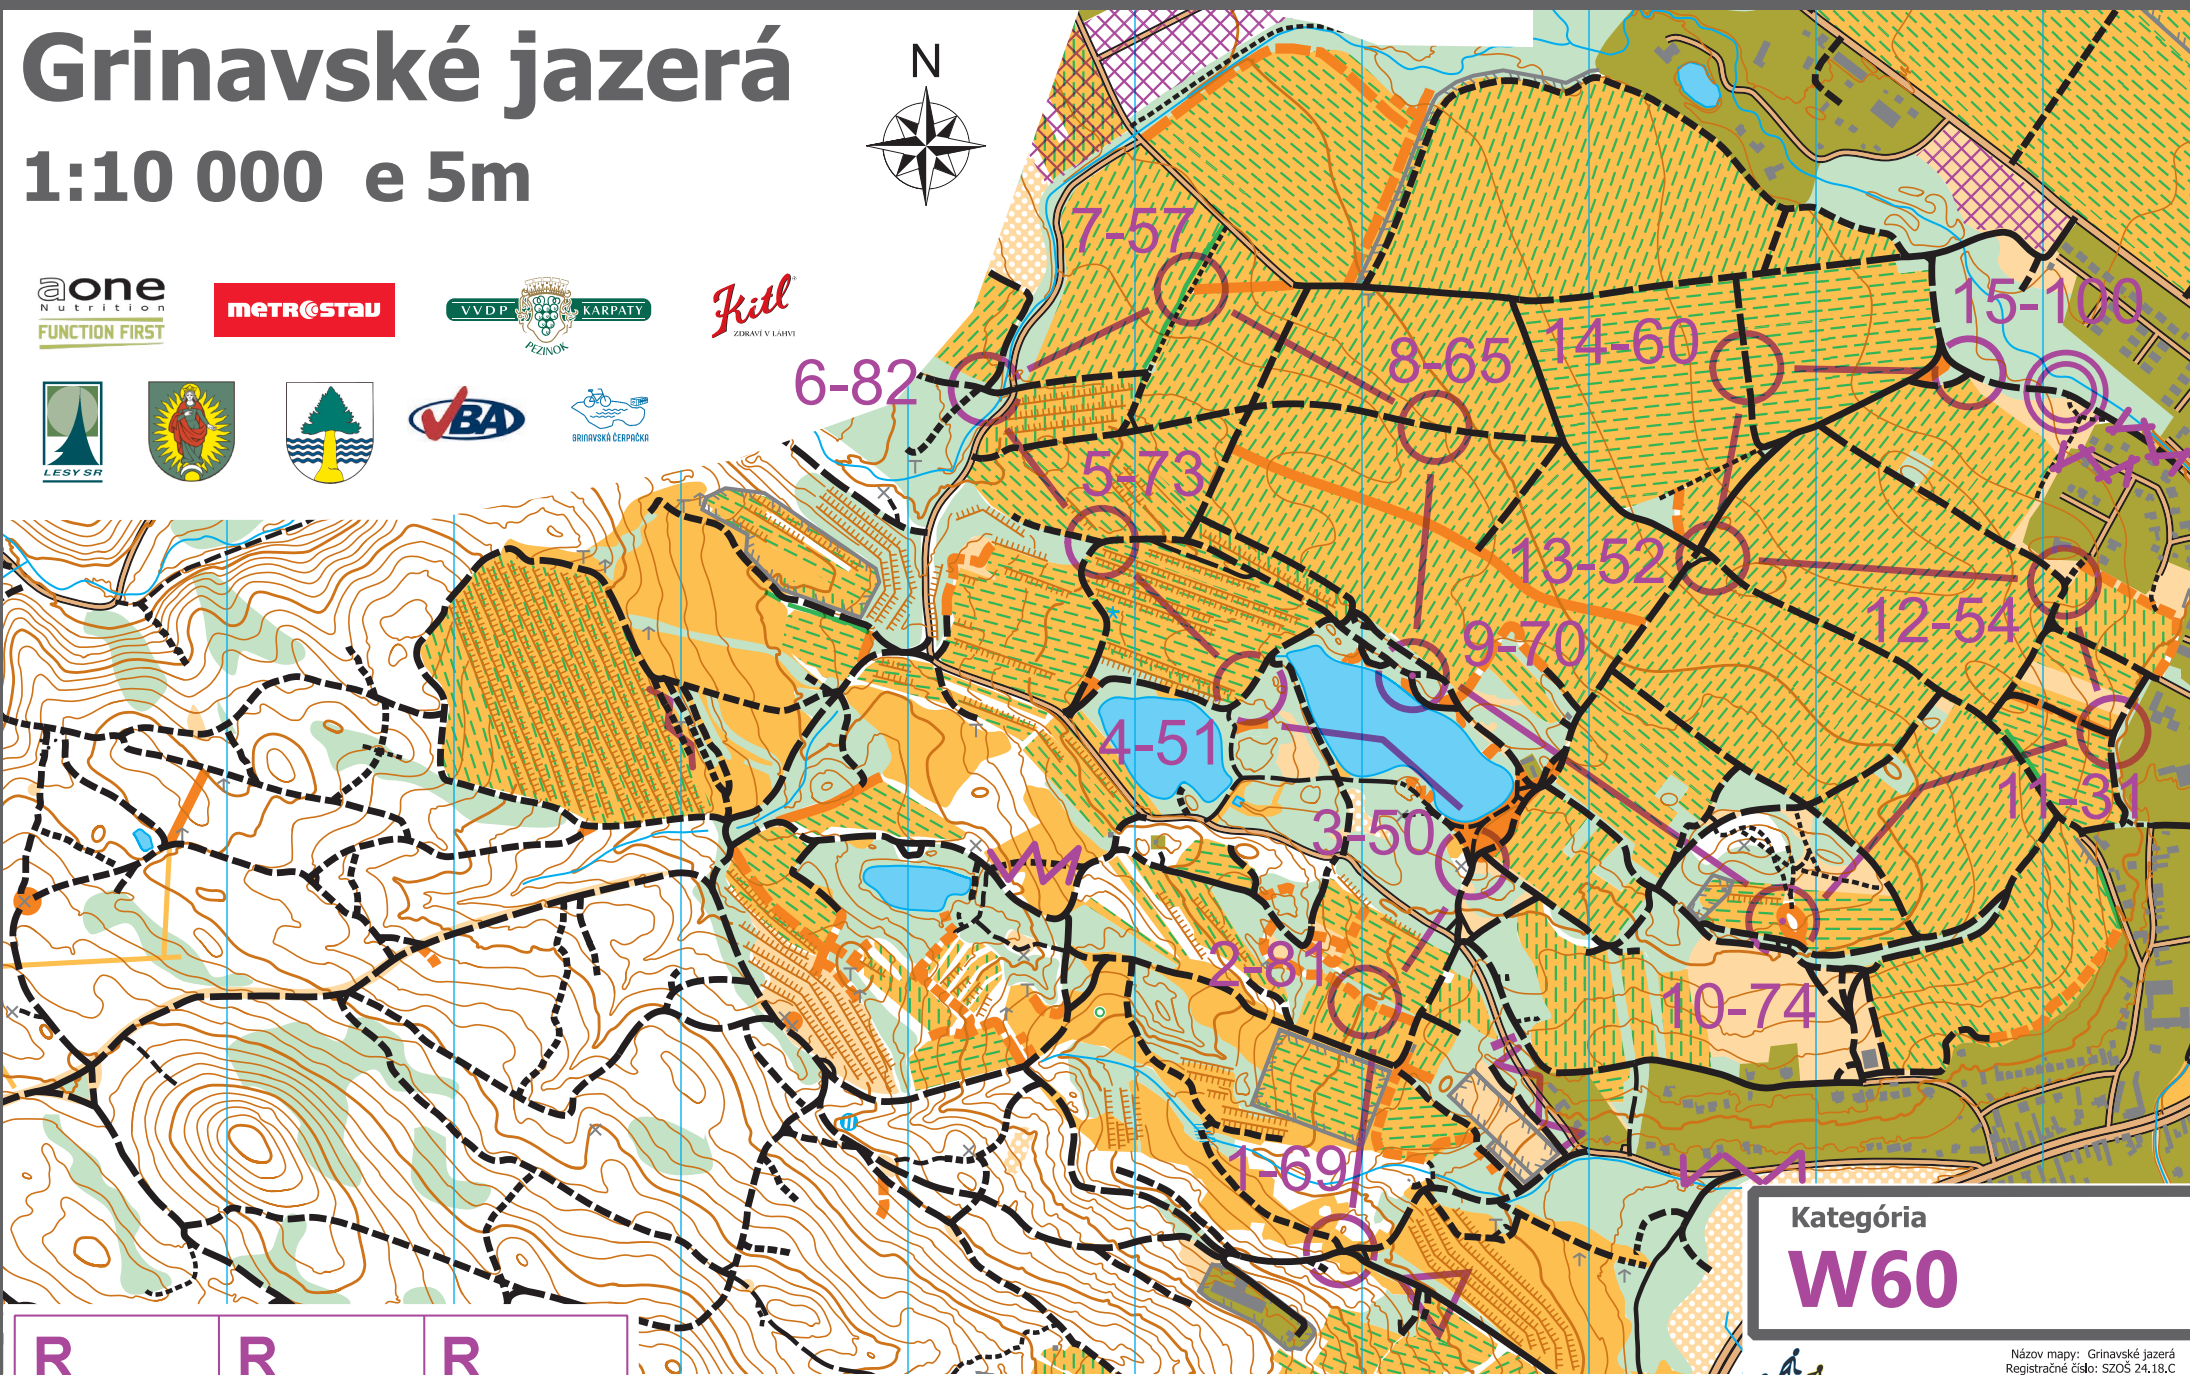 Grinavské jazerá
1:10 000 e 5m
N
aone
Nutrition
FUNCTION FIRST
METROSTAV
VVDP KARPATY
PEZINOK
Kitl
ZDRAVÍ V LÁHVI
LESY SR
VBA
GRINAVSKÁ ČERPAČKA
7-57
15-100
14-60
8-65
6-82
5-73
13-52
12-54
9-70
4-51
11-31
3-50
2-81
10-74
1-69
Kategória
W60
R R R
Názov mapy: Grinavské jazerá
Registračné číslo: SZOŠ 24.18.C